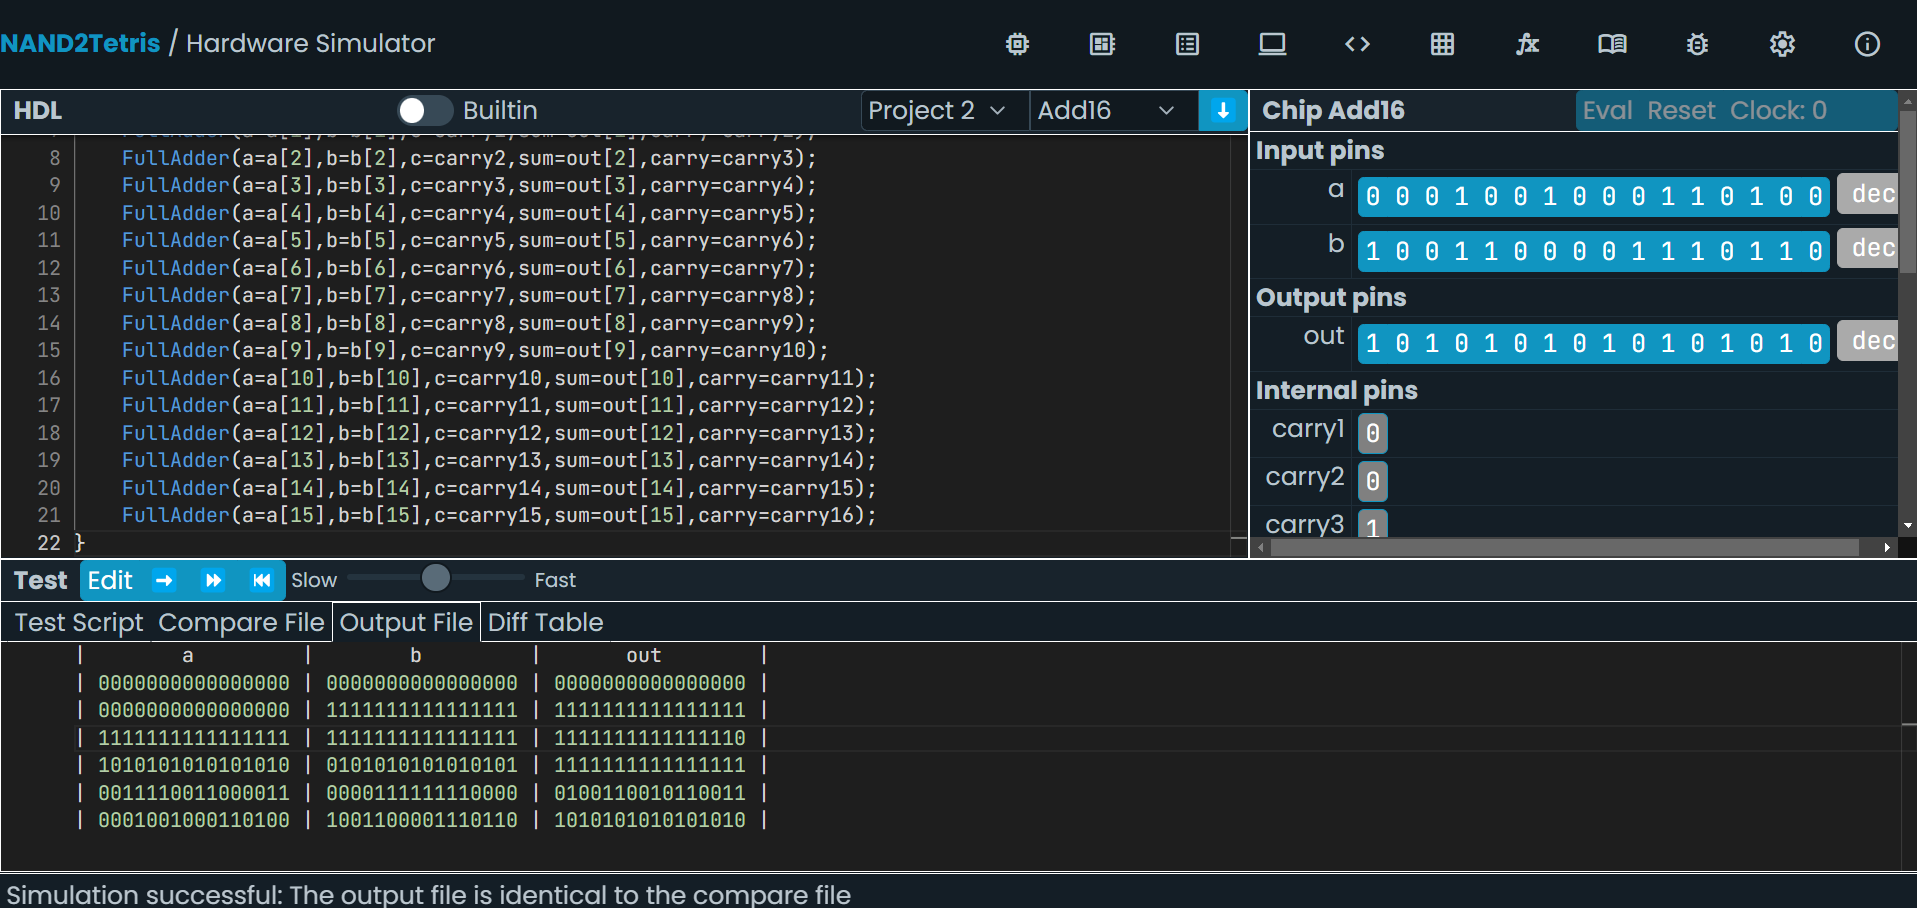 NAND2Tetris / Hardware Simulator
HDL Builtin Project 2 Add16
8 FullAdder(a=a[2],b=b[2],c=carry2,sum=out[2],carry=carry3);
9 FullAdder(a=a[3],b=b[3],c=carry3,sum=out[3],carry=carry4);
10 FullAdder(a=a[4],b=b[4],c=carry4,sum=out[4],carry=carry5);
11 FullAdder(a=a[5],b=b[5],c=carry5,sum=out[5],carry=carry6);
12 FullAdder(a=a[6],b=b[6],c=carry6,sum=out[6],carry=carry7);
13 FullAdder(a=a[7],b=b[7],c=carry7,sum=out[7],carry=carry8);
14 FullAdder(a=a[8],b=b[8],c=carry8,sum=out[8],carry=carry9);
15 FullAdder(a=a[9],b=b[9],c=carry9,sum=out[9],carry=carry10);
16 FullAdder(a=a[10],b=b[10],c=carry10,sum=out[10],carry=carry11);
17 FullAdder(a=a[11],b=b[11],c=carry11,sum=out[11],carry=carry12);
18 FullAdder(a=a[12],b=b[12],c=carry12,sum=out[12],carry=carry13);
19 FullAdder(a=a[13],b=b[13],c=carry13,sum=out[13],carry=carry14);
20 FullAdder(a=a[14],b=b[14],c=carry14,sum=out[14],carry=carry15);
21 FullAdder(a=a[15],b=b[15],c=carry15,sum=out[15],carry=carry16);
22 }
Chip Add16 Eval Reset Clock: 0
Input pins
a 0 0 0 1 0 0 1 0 0 0 1 1 0 1 0 0 dec
b 1 0 0 1 1 0 0 0 0 1 1 1 0 1 1 0 dec
Output pins
out 1 0 1 0 1 0 1 0 1 0 1 0 1 0 1 0 dec
Internal pins
carry1 0
carry2 0
carry3 1
Test Edit Slow Fast
Test Script Compare File Output File Diff Table
| a | b | out |
| 0000000000000000 | 0000000000000000 | 0000000000000000 |
| 0000000000000000 | 1111111111111111 | 1111111111111111 |
| 1111111111111111 | 1111111111111111 | 1111111111111110 |
| 1010101010101010 | 0101010101010101 | 1111111111111111 |
| 0011110011000011 | 0000111111110000 | 0100110010110011 |
| 0001001000110100 | 1001100001110110 | 1010101010101010 |
Simulation successful: The output file is identical to the compare file